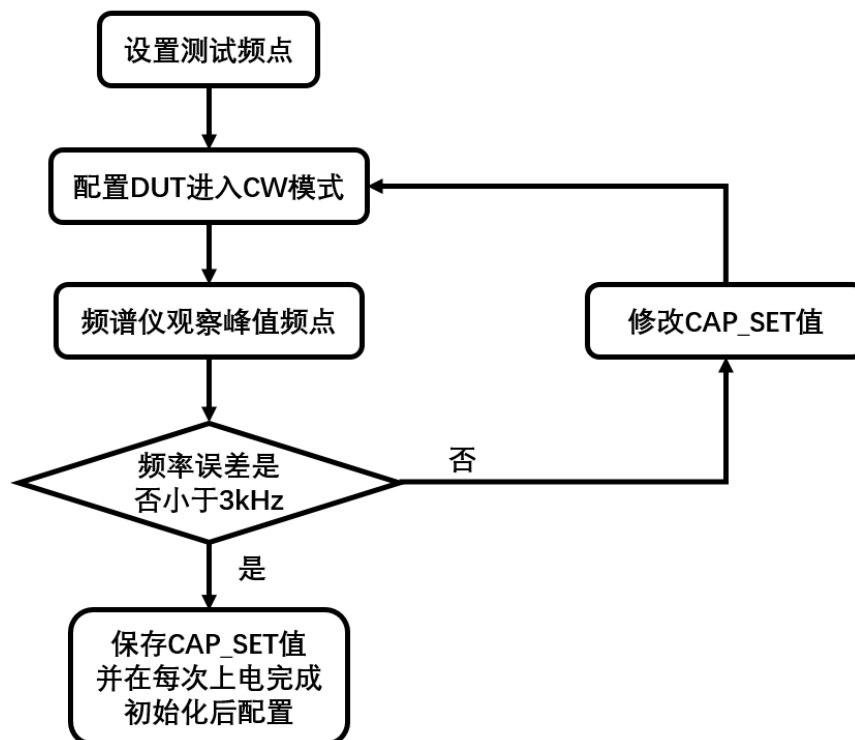 设置测试频点
配置DUT进入CW模式
频谱仪观察峰值频点
修改CAP_SET值
频率误差是
否小于3kHz
否
是
保存CAP_SET值
并在每次上电完成
初始化后配置